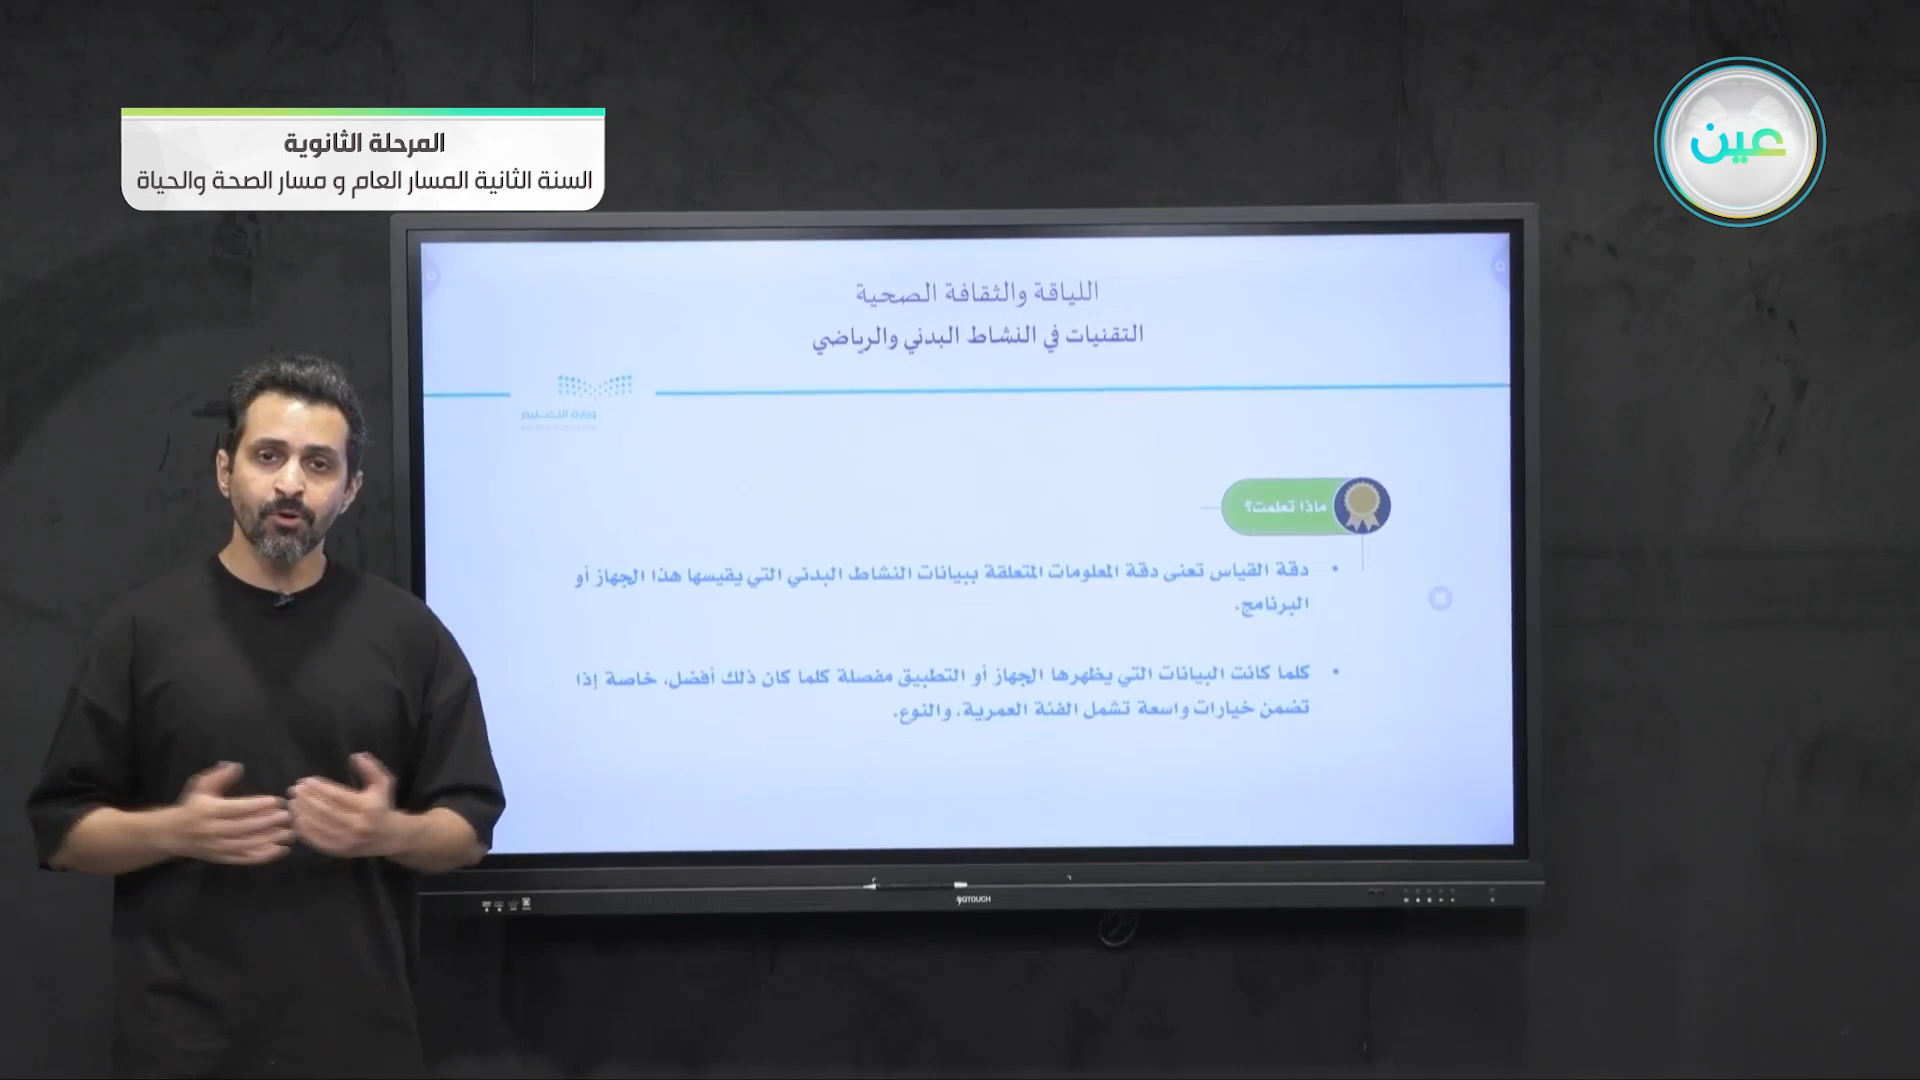 المرحلة الثانوية
السنة الثانية المسار العام و مسار الصحة والحياة
عين
اللياقة والثقافة الصحية
التقنيات في النشاط البدني والرياضي
وزارة التعليم
ماذا تعلمت؟
• دقة القياس تعنى دقة المعلومات المتعلقة ببيانات النشاط البدني التي يقيسها هذا الجهاز أو
البرنامج.
• كلما كانت البيانات التي يظهرها الجهاز أو التطبيق مفصلة كلما كان ذلك أفضل، خاصة إذا
تضمن خيارات واسعة تشمل الفئة العمرية، والنوع.